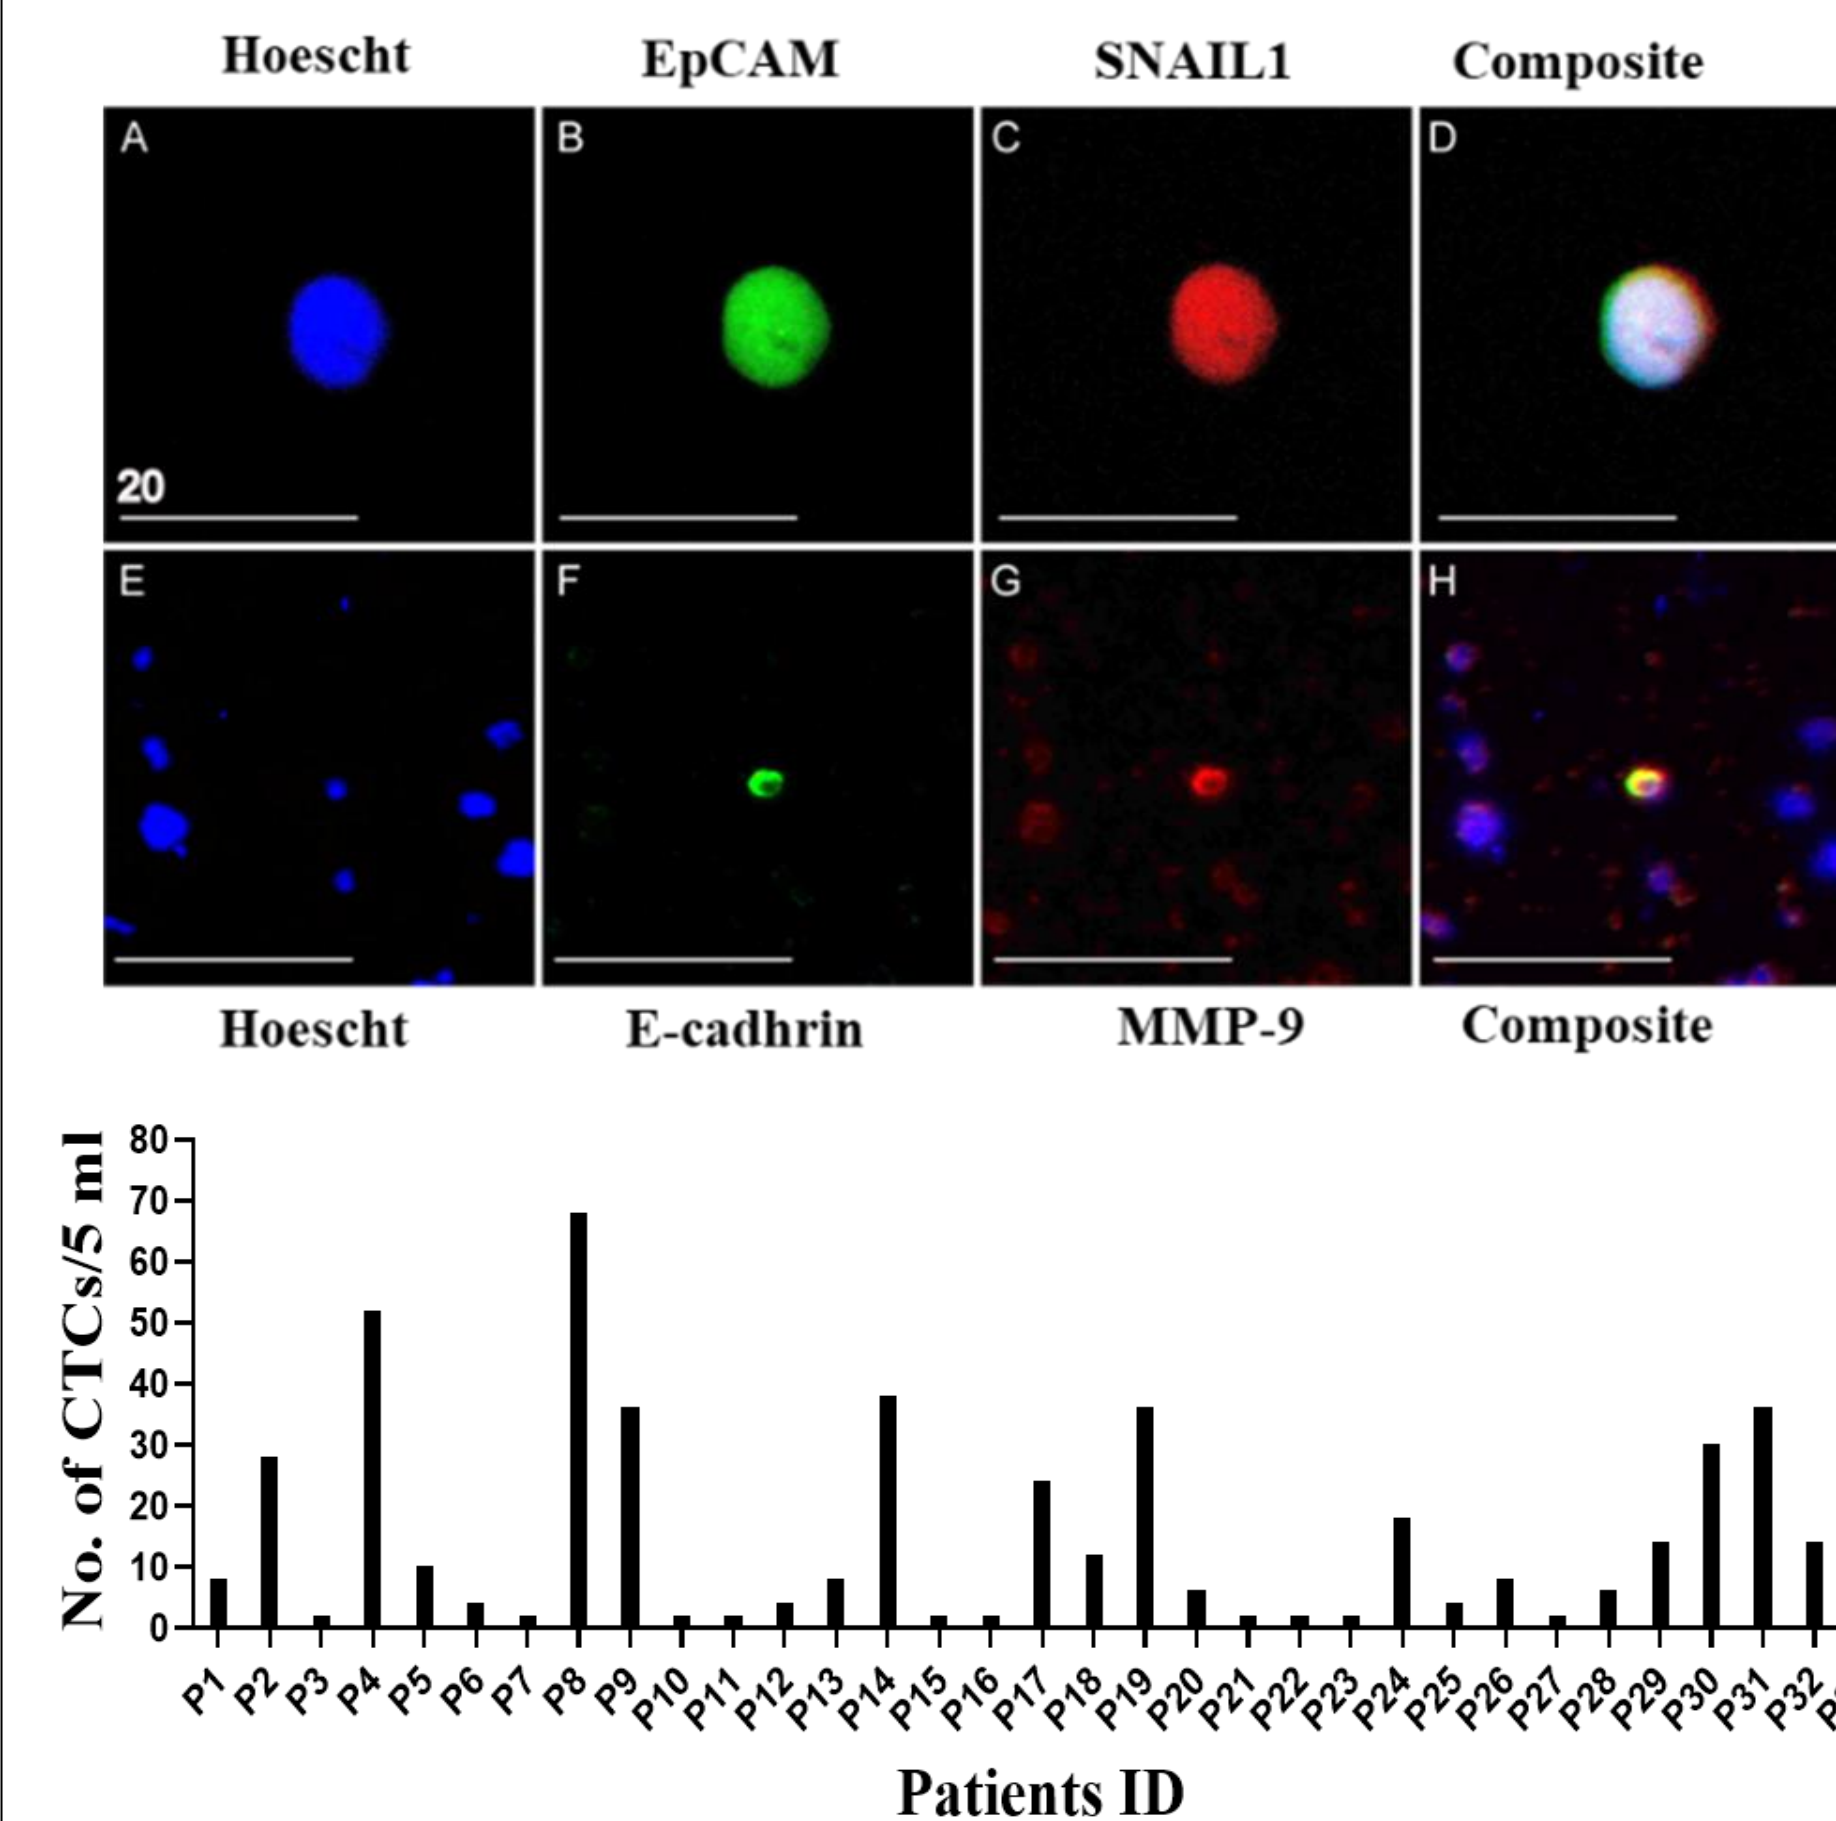 Hoescht EpCAM SNAIL1 Composite
A B C D
20
E F G H
Hoescht E-cadhrin MMP-9 Composite
No. of CTCs/5 ml
80
70
60
50
40
30
20
10
0
P1 P2 P3 P4 P5 P6 P7 P8 P9 P10 P11 P12 P13 P14 P15 P16 P17 P18 P19 P20 P21 P22 P23 P24 P25 P26 P27 P28 P29 P30 P31 P32
Patients ID